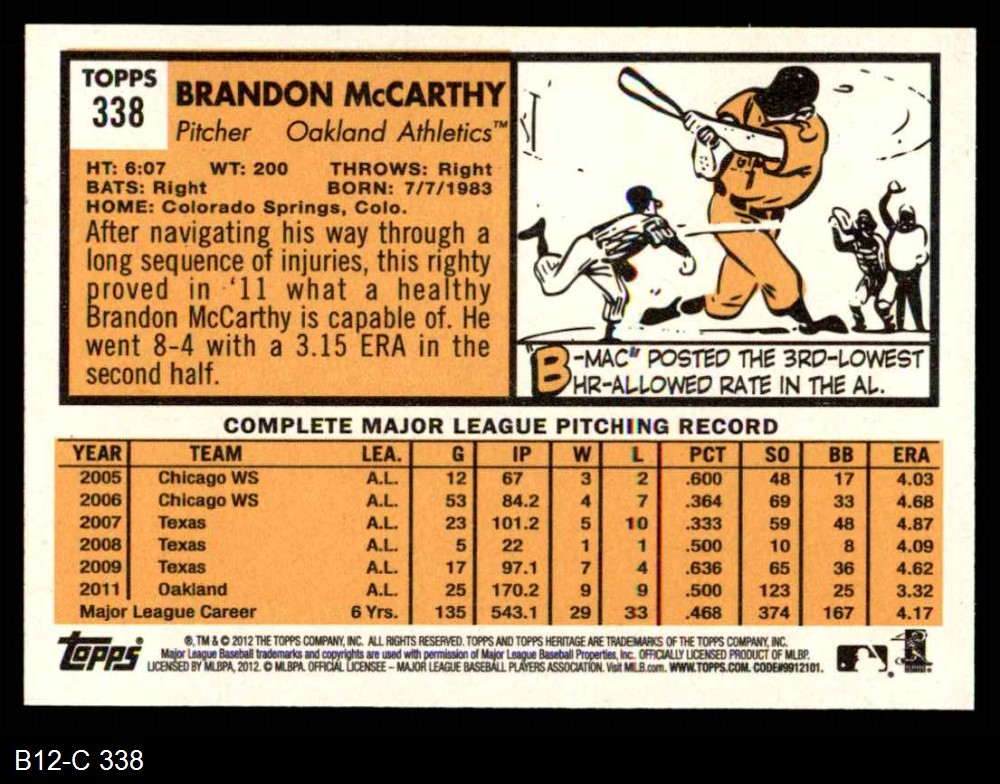 TOPPS
338
BRANDON McCARTHY
Pitcher Oakland Athletics™
HT: 6:07 WT: 200 THROWS: Right
BATS: Right BORN: 7/7/1983
HOME: Colorado Springs, Colo.
After navigating his way through a
long sequence of injuries, this righty
proved in '11 what a healthy
Brandon McCarthy is capable of. He
went 8-4 with a 3.15 ERA in the
second half.
"B-MAC" POSTED THE 3RD-LOWEST
HR-ALLOWED RATE IN THE AL.
COMPLETE MAJOR LEAGUE PITCHING RECORD
YEAR TEAM LEA. G IP W L PCT SO BB ERA
2005 Chicago WS A.L. 12 67 3 2 .600 48 17 4.03
2006 Chicago WS A.L. 53 84.2 4 7 .364 69 33 4.68
2007 Texas A.L. 23 101.2 5 10 .333 59 48 4.87
2008 Texas A.L. 5 22 1 1 .500 10 8 4.09
2009 Texas A.L. 17 97.1 7 4 .636 65 36 4.62
2011 Oakland A.L. 25 170.2 9 9 .500 123 25 3.32
Major League Career 6 Yrs. 135 543.1 29 33 .468 374 167 4.17
Topps
®, TM & © 2012 THE TOPPS COMPANY, INC. ALL RIGHTS RESERVED. TOPPS AND TOPPS HERITAGE ARE TRADEMARKS OF THE TOPPS COMPANY, INC.
Major League Baseball trademarks and copyrights are used with permission of Major League Baseball Properties, Inc. OFFICIALLY LICENSED PRODUCT OF MLBP.
LICENSED BY MLBPA, 2012. © MLBPA. OFFICIAL LICENSEE – MAJOR LEAGUE BASEBALL PLAYERS ASSOCIATION. Visit MLB.com. WWW.TOPPS.COM. CODE#9912101.
B12-C 338